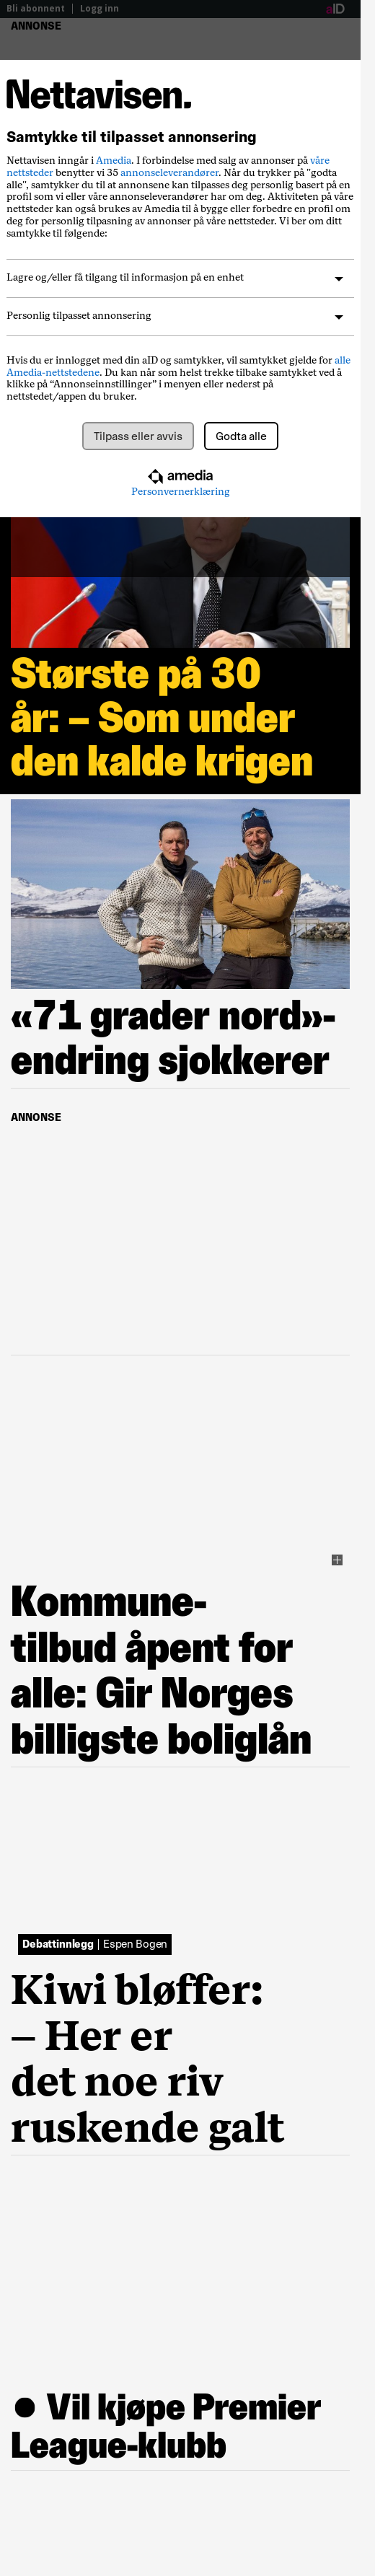 Bli abonnent | Logg inn
aID
ANNONSE
Nettavisen.
Samtykke til tilpasset annonsering
Nettavisen inngår i Amedia. I forbindelse med salg av annonser på våre
nettsteder benytter vi 35 annonseleverandører. Når du trykker på "godta
alle", samtykker du til at annonsene kan tilpasses deg personlig basert på en
profil som vi eller våre annonseleverandører har om deg. Aktiviteten på våre
nettsteder kan også brukes av Amedia til å bygge eller forbedre en profil om
deg for personlig tilpasning av annonser på våre nettsteder. Vi ber om ditt
samtykke til følgende:
Lagre og/eller få tilgang til informasjon på en enhet
Personlig tilpasset annonsering
Hvis du er innlogget med din aID og samtykker, vil samtykket gjelde for alle
Amedia-nettstedene. Du kan når som helst trekke tilbake samtykket ved å
klikke på “Annonseinnstillinger” i menyen eller nederst på
nettstedet/appen du bruker.
Tilpass eller avvis
Godta alle
amedia
Personvernerklæring
Største på 30
år: – Som under
den kalde krigen
«71 grader nord»-
endring sjokkerer
ANNONSE
Kommune-
tilbud åpent for
alle: Gir Norges
billigste boliglån
Debattinnlegg | Espen Bogen
Kiwi bløffer:
– Her er
det noe riv
ruskende galt
● Vil kjøpe Premier
League-klubb